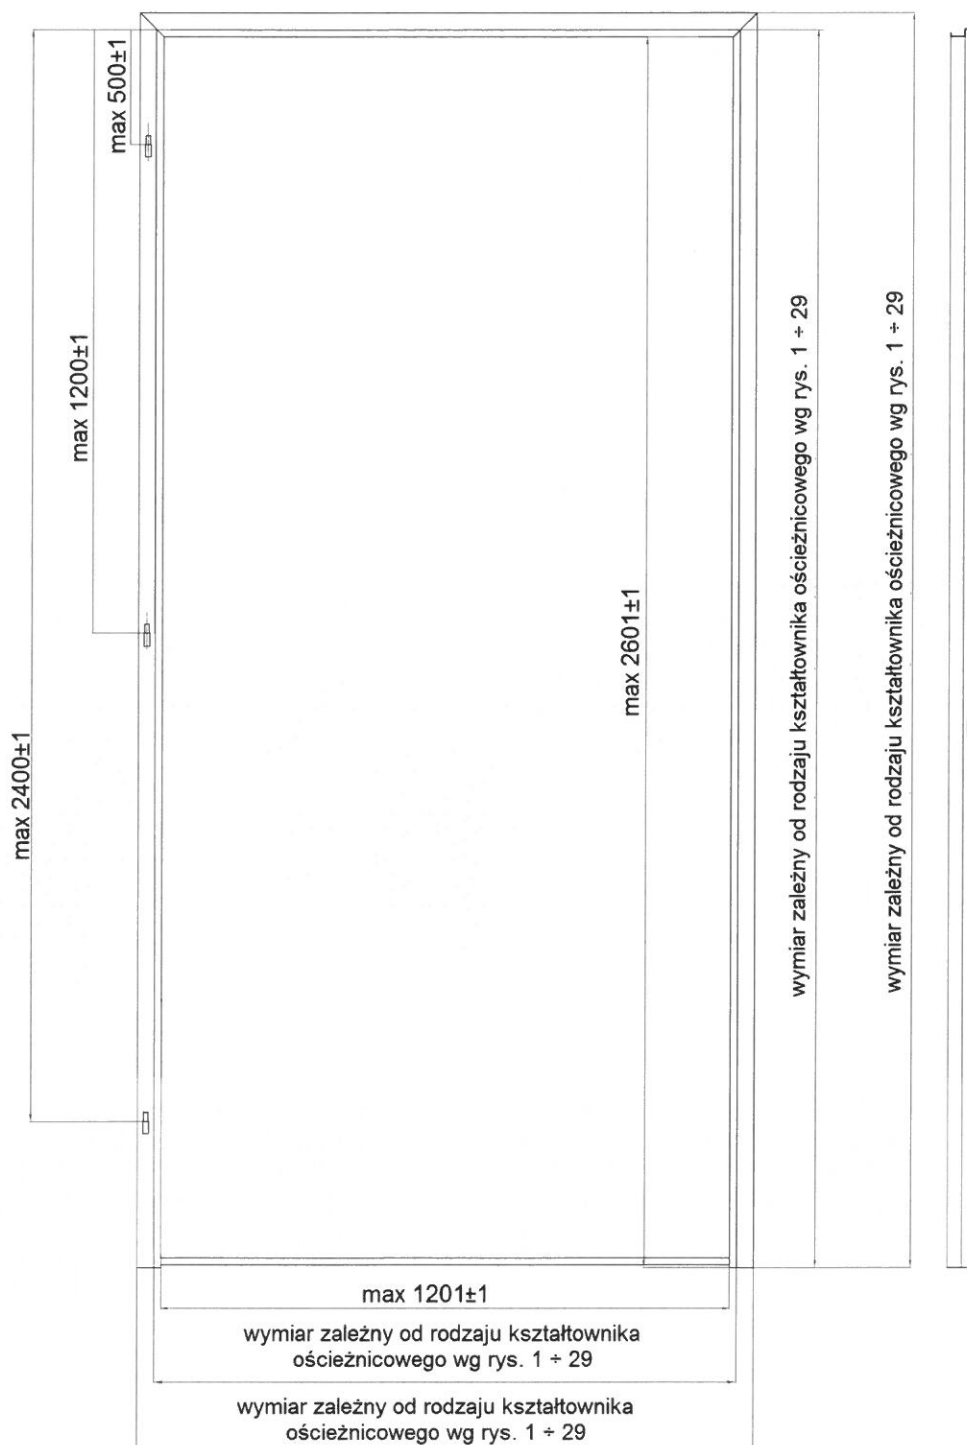 max 500±1
max 1200±1
max 2400±1
max 2601±1
wymiar zależny od rodzaju kształtownika ościeżnicowego wg rys. 1 ÷ 29
wymiar zależny od rodzaju kształtownika ościeżnicowego wg rys. 1 ÷ 29
max 1201±1
wymiar zależny od rodzaju kształtownika
ościeżnicowego wg rys. 1 ÷ 29
wymiar zależny od rodzaju kształtownika
ościeżnicowego wg rys. 1 ÷ 29